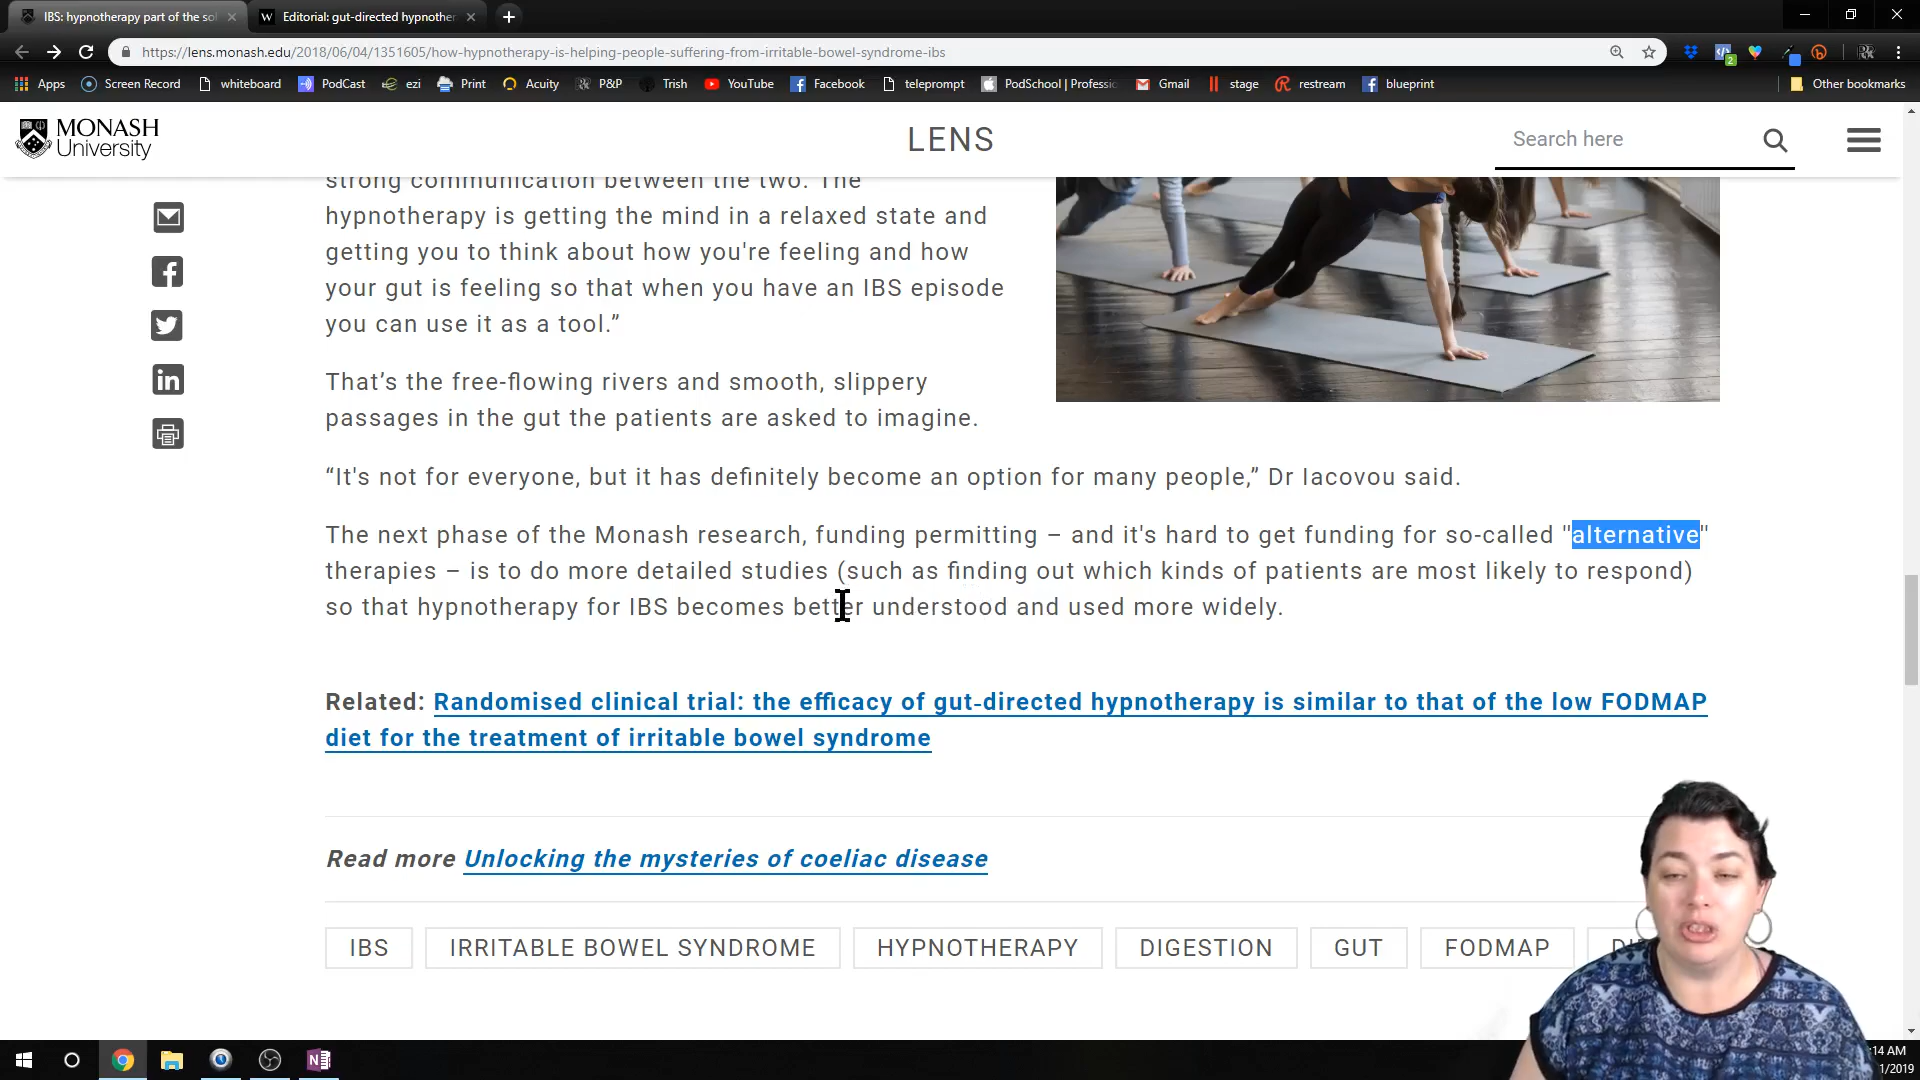 IBS: hypnotherapy part of the so
Editorial: gut-directed hypnother
https://lens.monash.edu/2018/06/04/1351605/how-hypnotherapy-is-helping-people-suffering-from-irritable-bowel-syndrome-ibs
2
Apps Screen Record whiteboard PodCast ezi Print Acuity P&P Trish YouTube Facebook teleprompt PodSchool | Professio Gmail stage restream blueprint Other bookmarks
MONASH
University
LENS
Search here
strong communication between the two. The
hypnotherapy is getting the mind in a relaxed state and
getting you to think about how you're feeling and how
your gut is feeling so that when you have an IBS episode
you can use it as a tool.”
That’s the free-flowing rivers and smooth, slippery
passages in the gut the patients are asked to imagine.
“It's not for everyone, but it has definitely become an option for many people,” Dr Iacovou said.
The next phase of the Monash research, funding permitting – and it's hard to get funding for so-called "alternative"
therapies – is to do more detailed studies (such as finding out which kinds of patients are most likely to respond)
so that hypnotherapy for IBS becomes better understood and used more widely.
Related: Randomised clinical trial: the efficacy of gut-directed hypnotherapy is similar to that of the low FODMAP
diet for the treatment of irritable bowel syndrome
Read more Unlocking the mysteries of coeliac disease
IBS IRRITABLE BOWEL SYNDROME HYPNOTHERAPY DIGESTION GUT FODMAP
:14 AM
1/2019